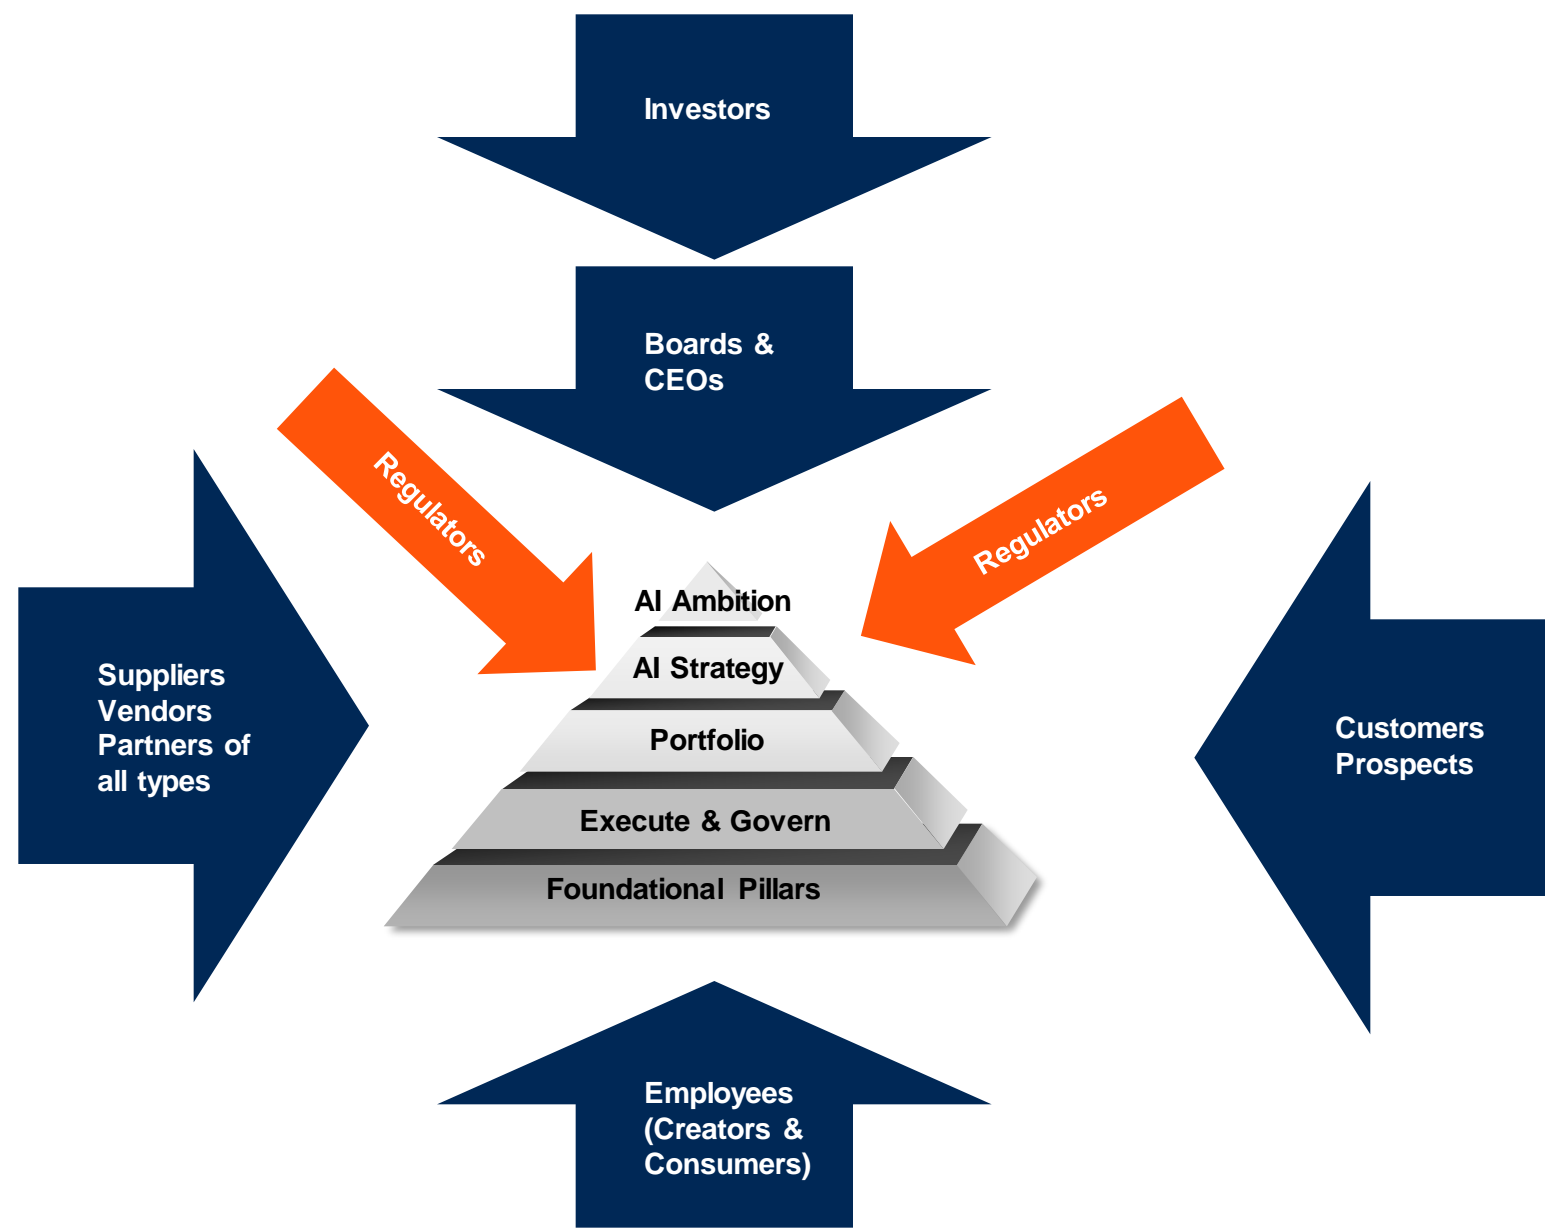 Investors
Boards &
CEOs
Regulators
Regulators
AI Ambition
AI Strategy
Portfolio
Execute & Govern
Foundational Pillars
Suppliers
Vendors
Partners of
all types
Customers
Prospects
Employees
(Creators &
Consumers)